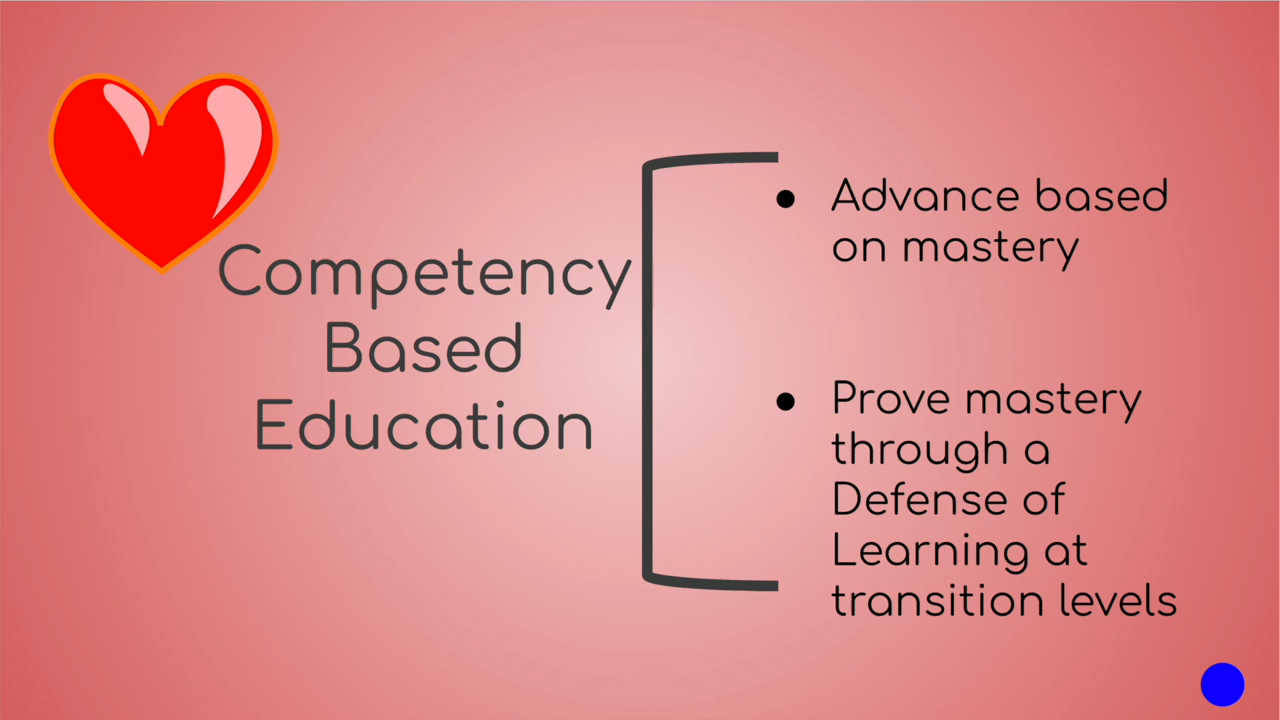 Competency
Based
Education
● Advance based
on mastery
● Prove mastery
through a
Defense of
Learning at
transition levels